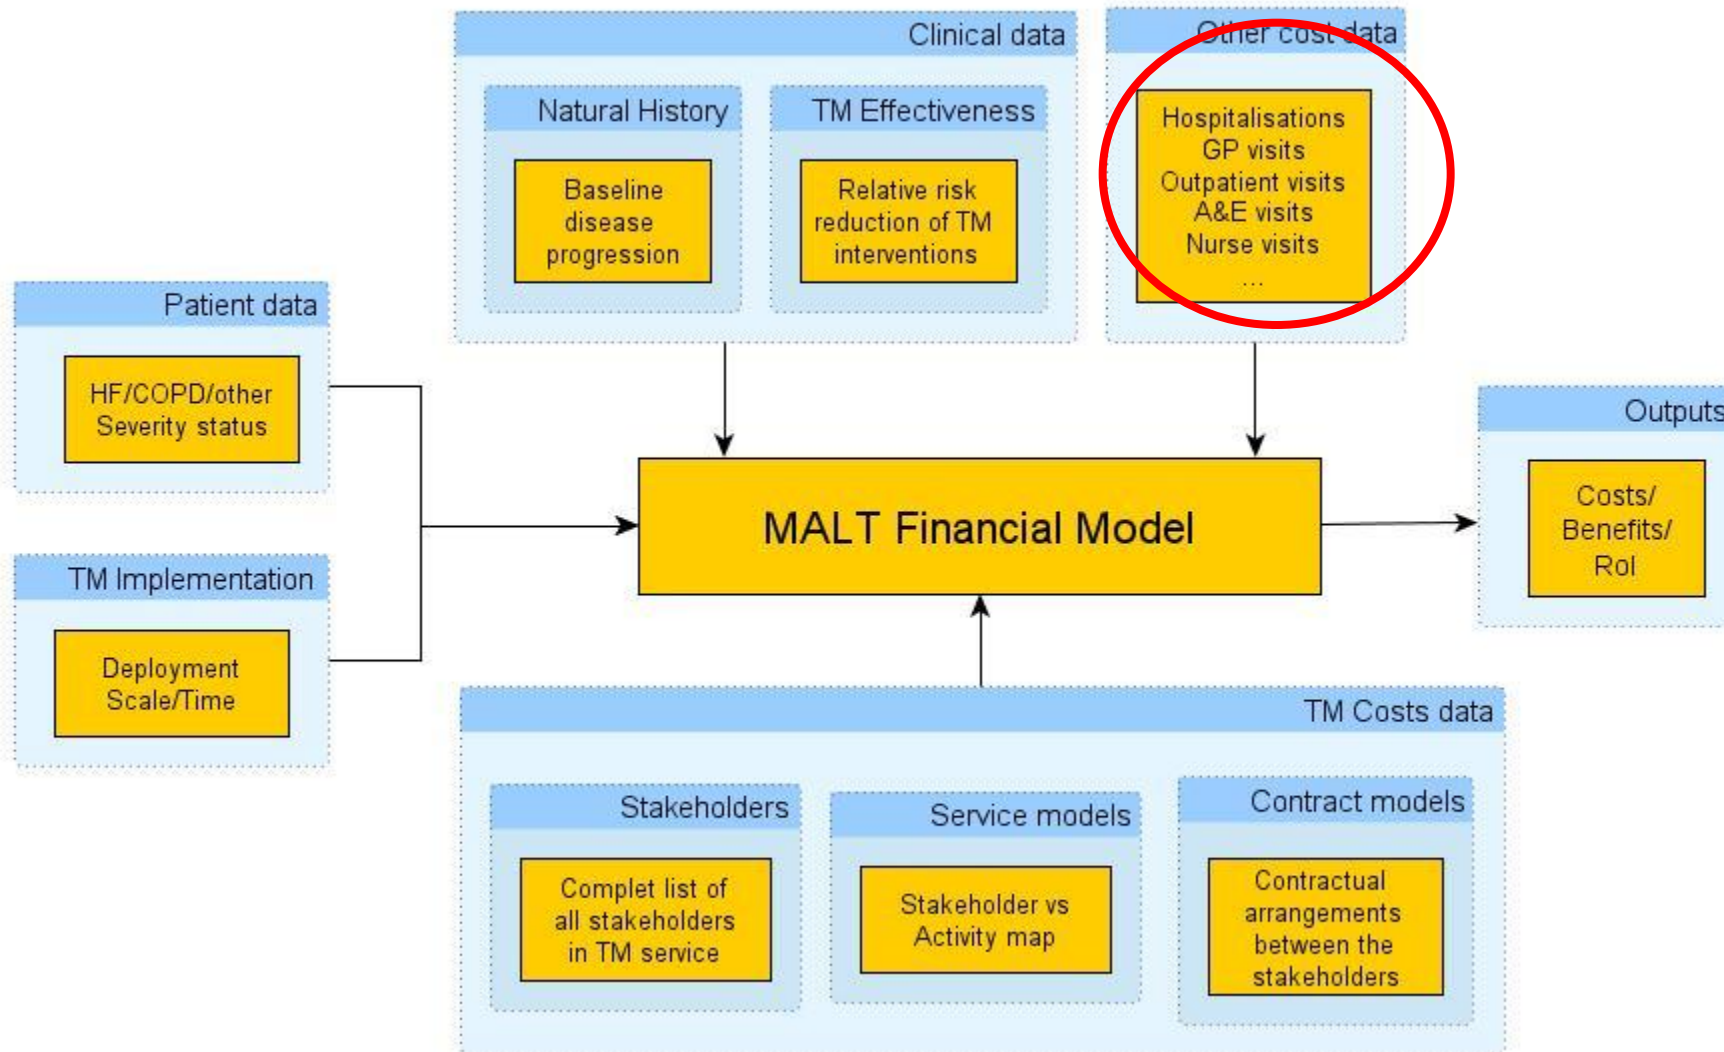 Clinical data
Natural History
Baseline
disease
progression
TM Effectiveness
Relative risk
reduction of TM
interventions
Other cost data
Hospitalisations
GP visits
Outpatient visits
A&E visits
Nurse visits
...
Patient data
HF/COPD/other
Severity status
TM Implementation
Deployment
Scale/Time
MALT Financial Model
Outputs
Costs/
Benefits/
RoI
TM Costs data
Stakeholders
Complet list of
all stakeholders
in TM service
Service models
Stakeholder vs
Activity map
Contract models
Contractual
arrangements
between the
stakeholders